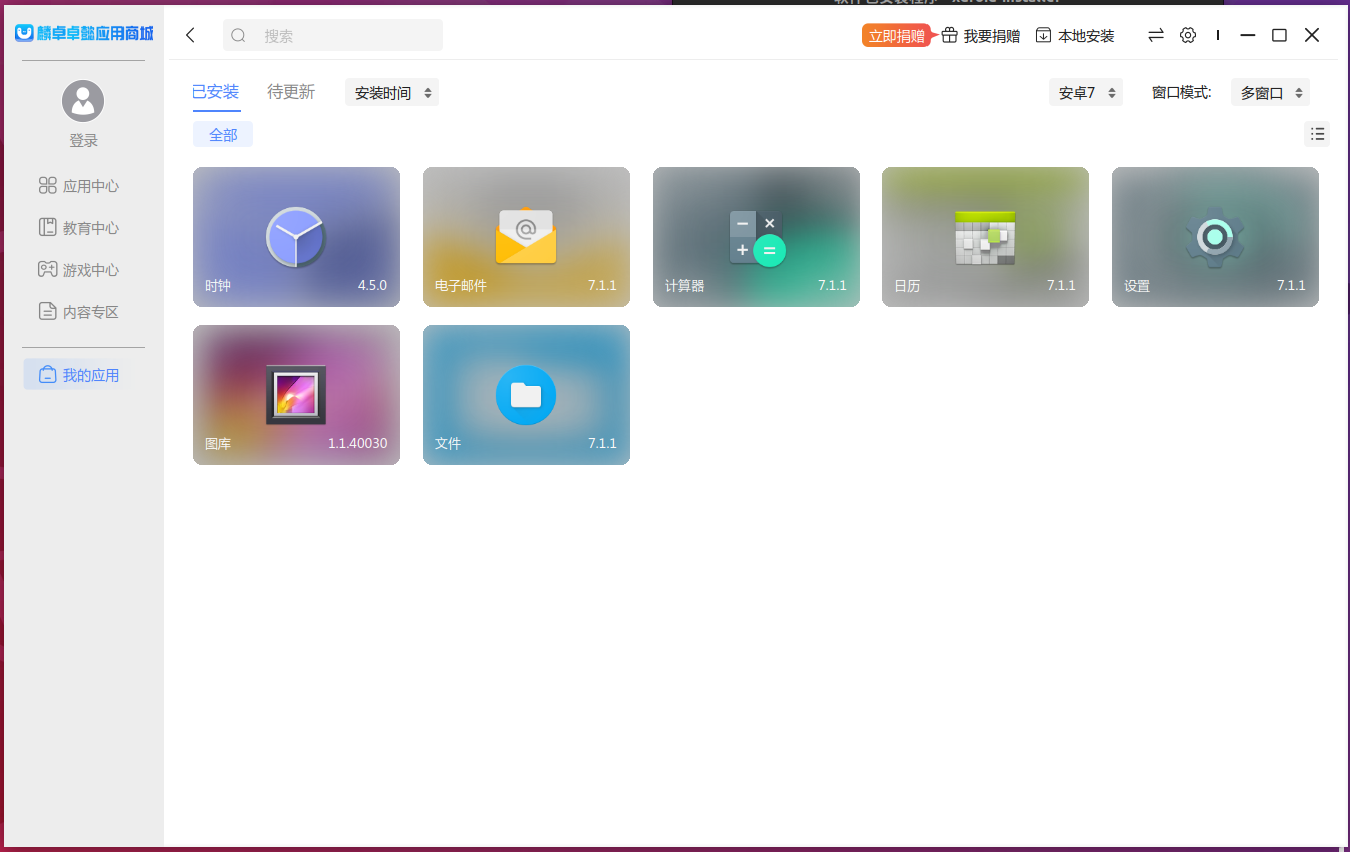 麟卓卓懿应用商城
搜索
立即捐赠
我要捐赠
本地安装
登录
应用中心
教育中心
游戏中心
内容专区
我的应用
已安装
待更新
安装时间
安卓7
窗口模式:
多窗口
全部
时钟 4.5.0
电子邮件 7.1.1
计算器 7.1.1
日历 7.1.1
设置 7.1.1
图库 1.1.40030
文件 7.1.1